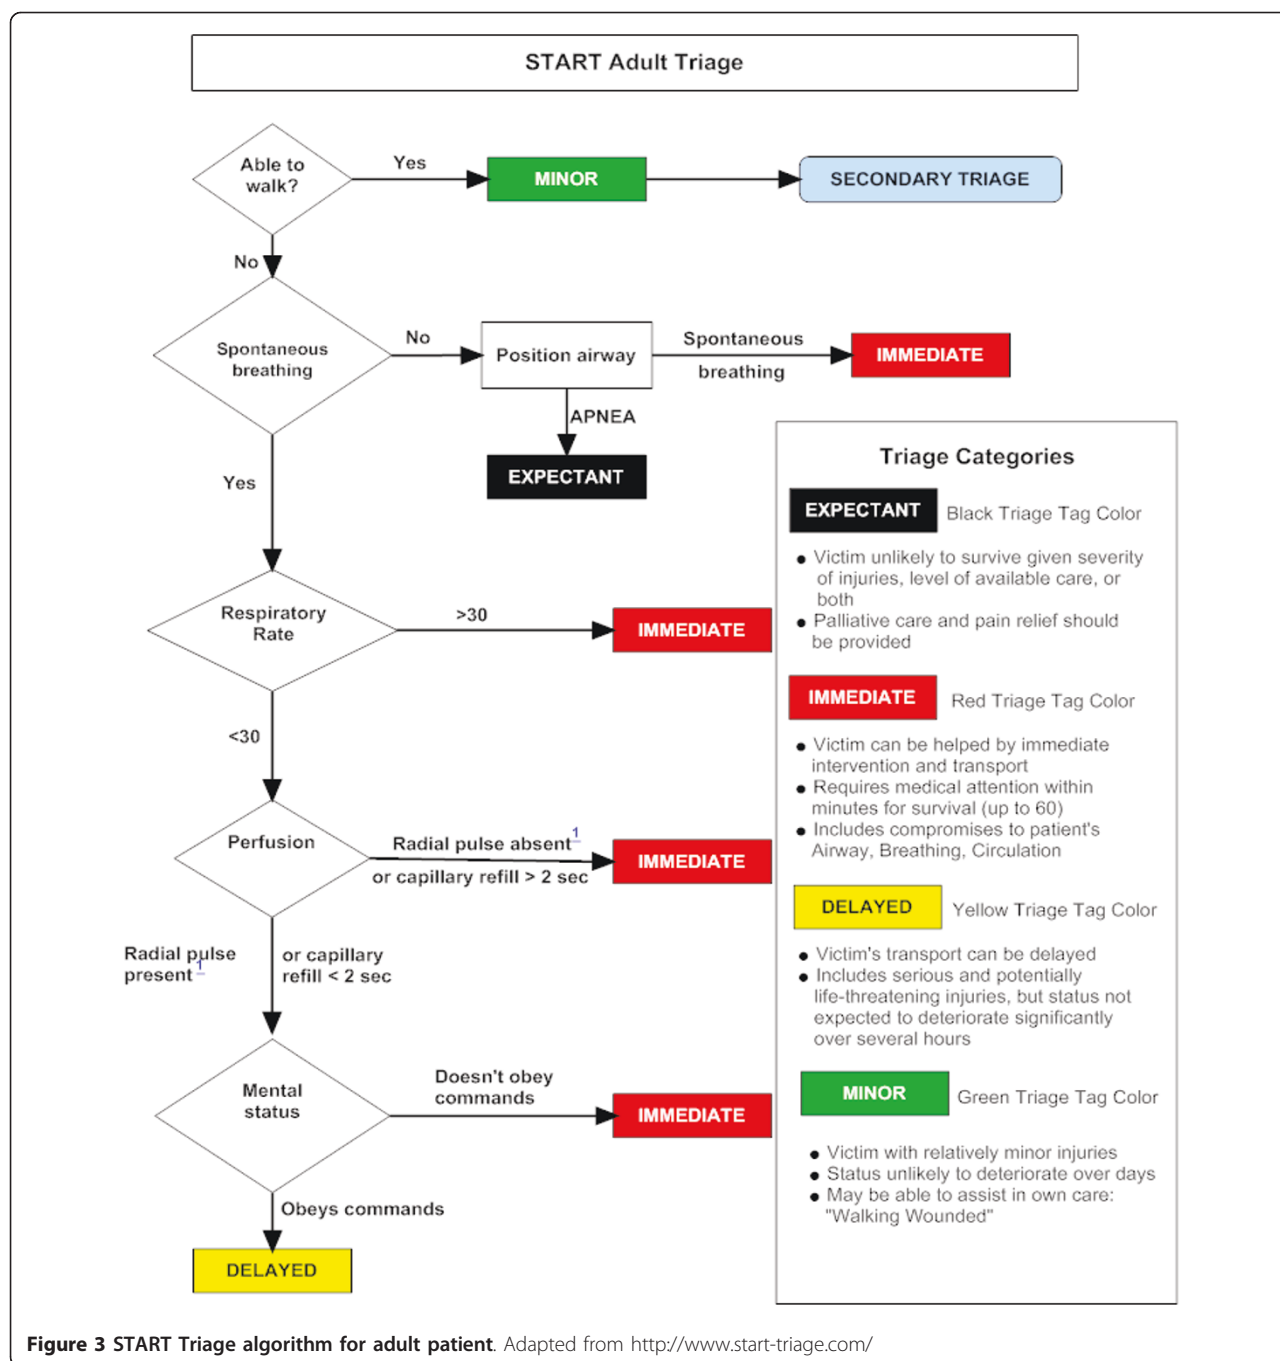 START Adult Triage
Able to
walk?
Yes
MINOR
SECONDARY TRIAGE
No
Spontaneous
breathing
No
Position airway
Spontaneous
breathing
IMMEDIATE
APNEA
EXPECTANT
Yes
Respiratory
Rate
>30
IMMEDIATE
<30
Perfusion
Radial pulse absent 1
or capillary refill > 2 sec
IMMEDIATE
Radial pulse
present 1
or capillary
refill < 2 sec
Mental
status
Doesn't obey
commands
IMMEDIATE
Obeys commands
DELAYED
Triage Categories
EXPECTANT Black Triage Tag Color
● Victim unlikely to survive given severity
of injuries, level of available care, or
both
● Palliative care and pain relief should
be provided
IMMEDIATE Red Triage Tag Color
● Victim can be helped by immediate
intervention and transport
● Requires medical attention within
minutes for survival (up to 60)
● Includes compromises to patient's
Airway, Breathing, Circulation
DELAYED Yellow Triage Tag Color
● Victim's transport can be delayed
● Includes serious and potentially
life-threatening injuries, but status not
expected to deteriorate significantly
over several hours
MINOR Green Triage Tag Color
● Victim with relatively minor injuries
● Status unlikely to deteriorate over days
● May be able to assist in own care:
"Walking Wounded"
Figure 3 START Triage algorithm for adult patient. Adapted from http://www.start-triage.com/